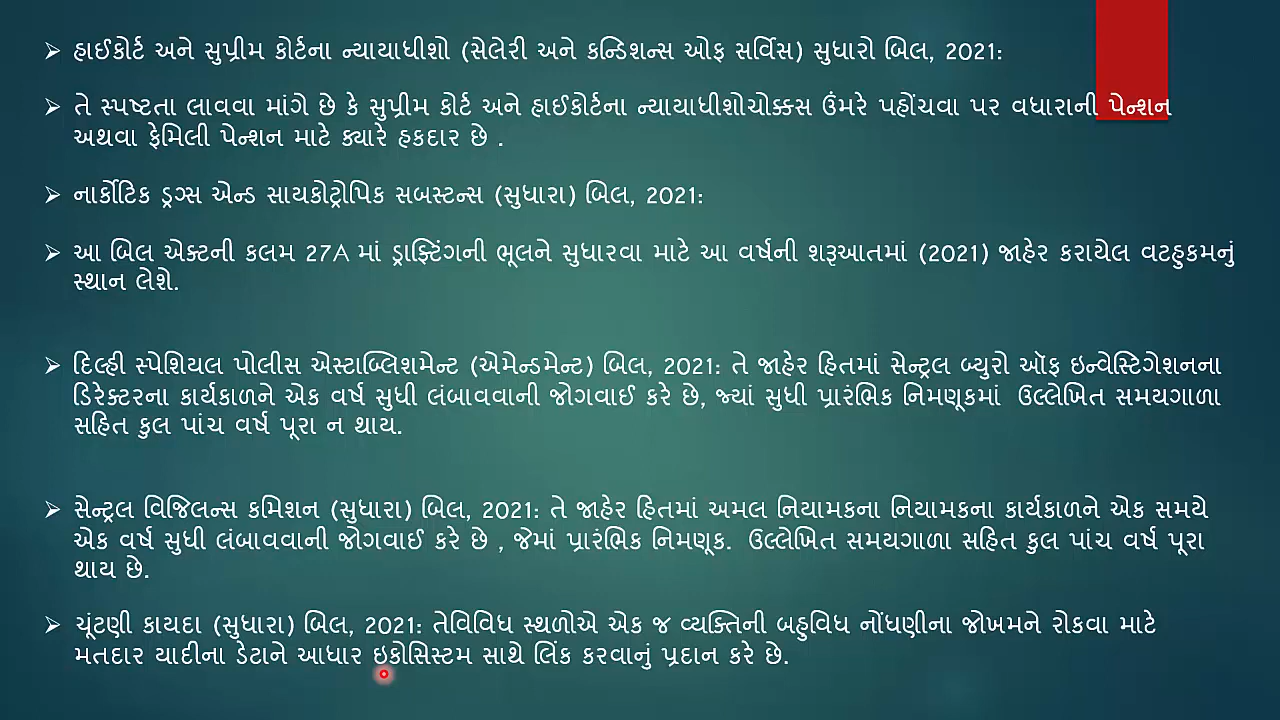 ➢ હાઈકોર્ટ અને સુપ્રીમ કોર્ટના ન્યાયાધીશો (સેલેરી અને કન્ડિશન્સ ઓફ સર્વિસ) સુધારો બિલ, 2021:
➢ તે સ્પષ્ટતા લાવવા માંગે છે કે સુપ્રીમ કોર્ટ અને હાઈકોર્ટના ન્યાયાધીશોચોક્ક્સ ઉંમરે પહોંચવા પર વધારાની પેન્શન
અથવા ફેમિલી પેન્શન માટે ક્યારે હકદાર છે .
➢ નાર્કોટિક ડ્રગ્સ એન્ડ સાયકોટ્રોપિક સબસ્ટન્સ (સુધારા) બિલ, 2021:
➢ આ બિલ એક્ટની કલમ 27A માં ડ્રાફ્ટિંગની ભૂલને સુધારવા માટે આ વર્ષની શરૂઆતમાં (2021) જાહેર કરાયેલ વટહુકમનું
સ્થાન લેશે.
➢ દિલ્હી સ્પેશિયલ પોલીસ એસ્ટાબ્લિશમેન્ટ (એમેન્ડમેન્ટ) બિલ, 2021: તે જાહેર હિતમાં સેન્ટ્રલ બ્યુરો ઑફ ઇન્વેસ્ટિગેશનના
ડિરેક્ટરના કાર્યકાળને એક વર્ષ સુધી લંબાવવાની જોગવાઈ કરે છે, જ્યાં સુધી પ્રારંભિક નિમણૂકમાં ઉલ્લેખિત સમયગાળા
સહિત કુલ પાંચ વર્ષ પૂરા ન થાય.
➢ સેન્ટ્રલ વિજિલન્સ કમિશન (સુધારા) બિલ, 2021: તે જાહેર હિતમાં અમલ નિયામકના નિયામકના કાર્યકાળને એક સમયે
એક વર્ષ સુધી લંબાવવાની જોગવાઈ કરે છે , જેમાં પ્રારંભિક નિમણૂક. ઉલ્લેખિત સમયગાળા સહિત કુલ પાંચ વર્ષ પૂરા
થાય છે.
➢ ચૂંટણી કાયદા (સુધારા) બિલ, 2021: તેવિવિધ સ્થળોએ એક જ વ્યક્તિની બહુવિધ નોંધણીના જોખમને રોકવા માટે
મતદાર યાદીના ડેટાને આધાર ઇકોસિસ્ટમ સાથે લિંક કરવાનું પ્રદાન કરે છે.